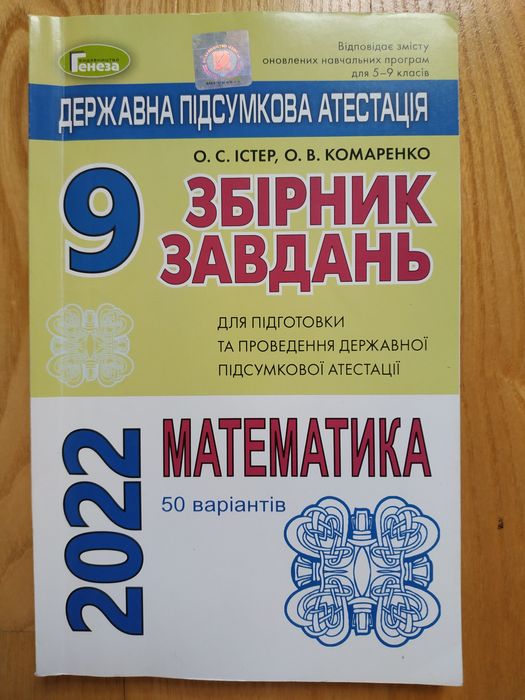 Генеза
Відповідає змісту
оновлених навчальних програм
для 5–9 класів
ДЕРЖАВНА ПІДСУМКОВА АТЕСТАЦІЯ
О. С. ІСТЕР, О. В. КОМАРЕНКО
9
ЗБІРНИК
ЗАВДАНЬ
ДЛЯ ПІДГОТОВКИ
ТА ПРОВЕДЕННЯ ДЕРЖАВНОЇ
ПІДСУМКОВОЇ АТЕСТАЦІЇ
2022
МАТЕМАТИКА
50 варіантів